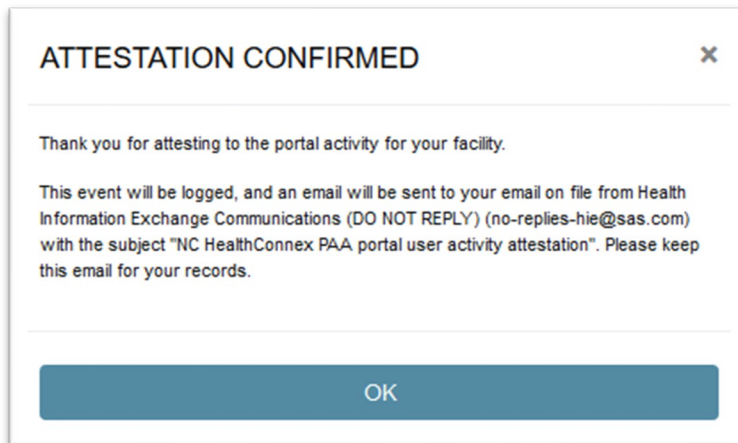 ATTESTATION CONFIRMED
×
Thank you for attesting to the portal activity for your facility.
This event will be logged, and an email will be sent to your email on file from Health
Information Exchange Communications (DO NOT REPLY) (no-replies-hie@sas.com)
with the subject "NC HealthConnex PAA portal user activity attestation". Please keep
this email for your records.
OK